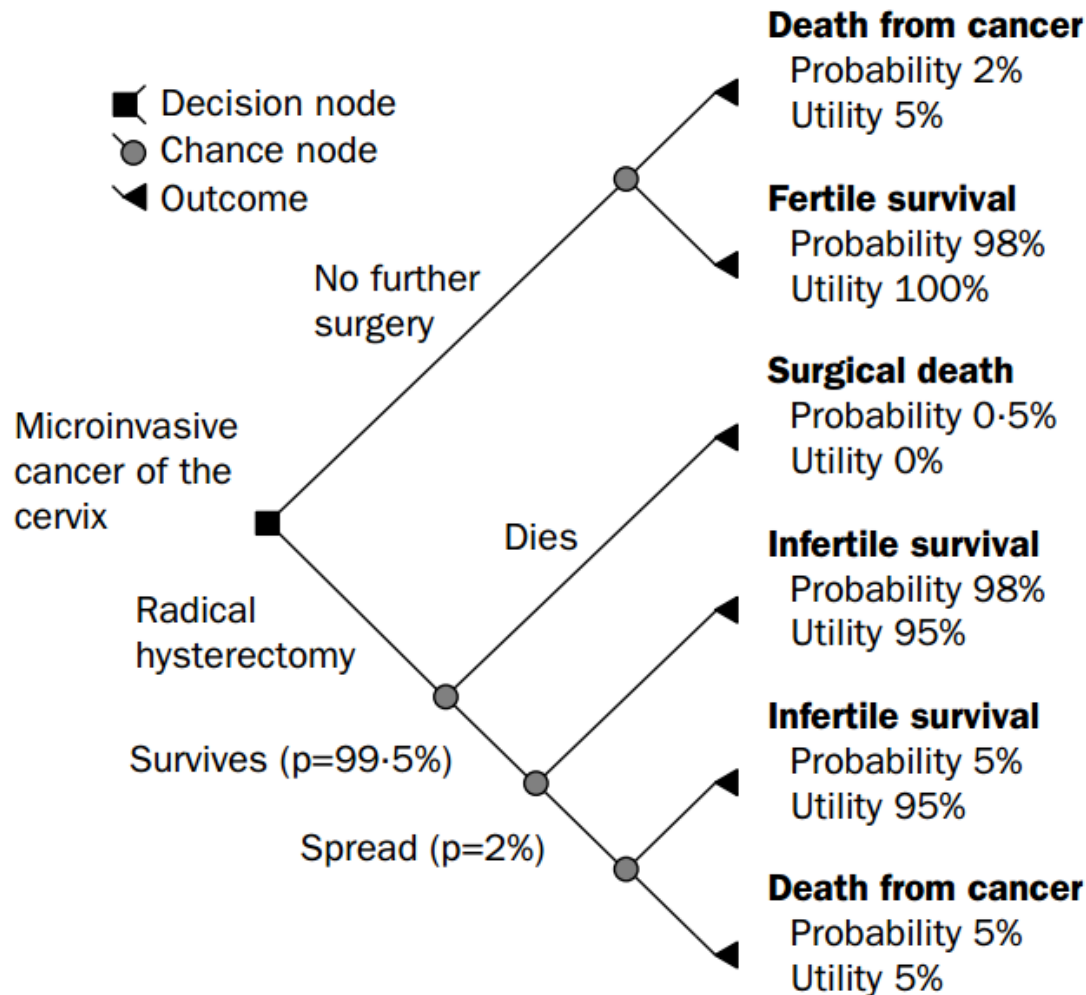 Decision node
Chance node
Outcome
Death from cancer
Probability 2%
Utility 5%
Fertile survival
Probability 98%
Utility 100%
No further
surgery
Surgical death
Probability 0·5%
Utility 0%
Microinvasive
cancer of the
cervix
Dies
Infertile survival
Probability 98%
Utility 95%
Radical
hysterectomy
Infertile survival
Probability 5%
Utility 95%
Survives (p=99·5%)
Spread (p=2%)
Death from cancer
Probability 5%
Utility 5%